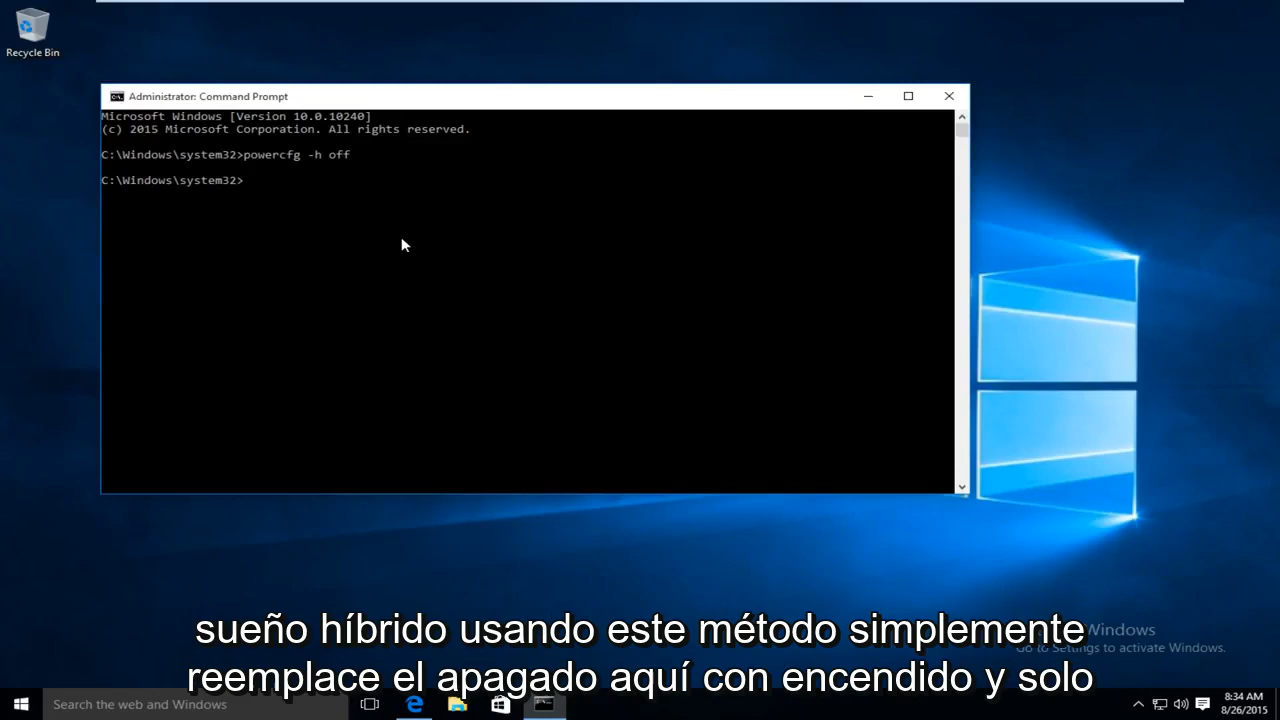 Recycle Bin
Administrator: Command Prompt
Microsoft Windows [Version 10.0.10240]
(c) 2015 Microsoft Corporation. All rights reserved.
C:\Windows\system32>powercfg -h off
C:\Windows\system32>
sueño híbrido usando este método simplemente
reemplace el apagado aquí con encendido y solo
Windows
Go to Settings to activate Windows.
Search the web and Windows
8:34 AM
8/26/2015